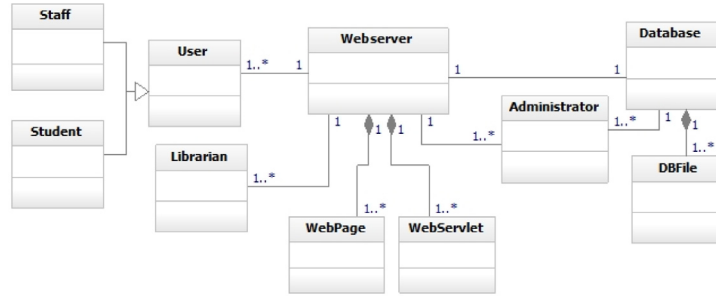 Staff
User
Webserver
Database
1..*
1
1
1
Administrator
Student
1
1
1
1
1..*
1
1
Librarian
1..*
1..*
DBFile
1..*
1..*
1..*
WebPage
WebServlet